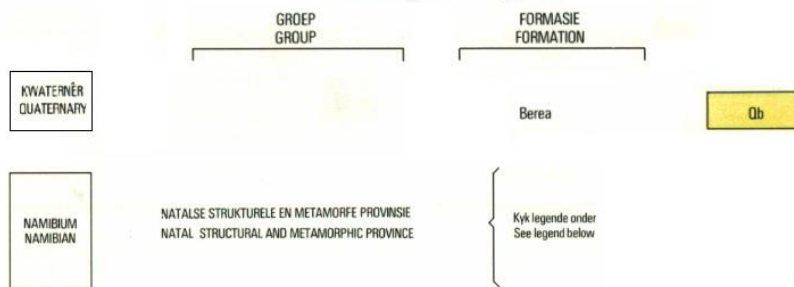 GROEP
GROUP
FORMASIE
FORMATION
KWATERNÊR
QUATERNARY
Berea
Qb
NAMIBIUM
NAMIBIAN
NATALSE STRUKTURELE EN METAMORFE PROVINSIE
NATAL STRUCTURAL AND METAMORPHIC PROVINCE
Kyk legende onder
See legend below